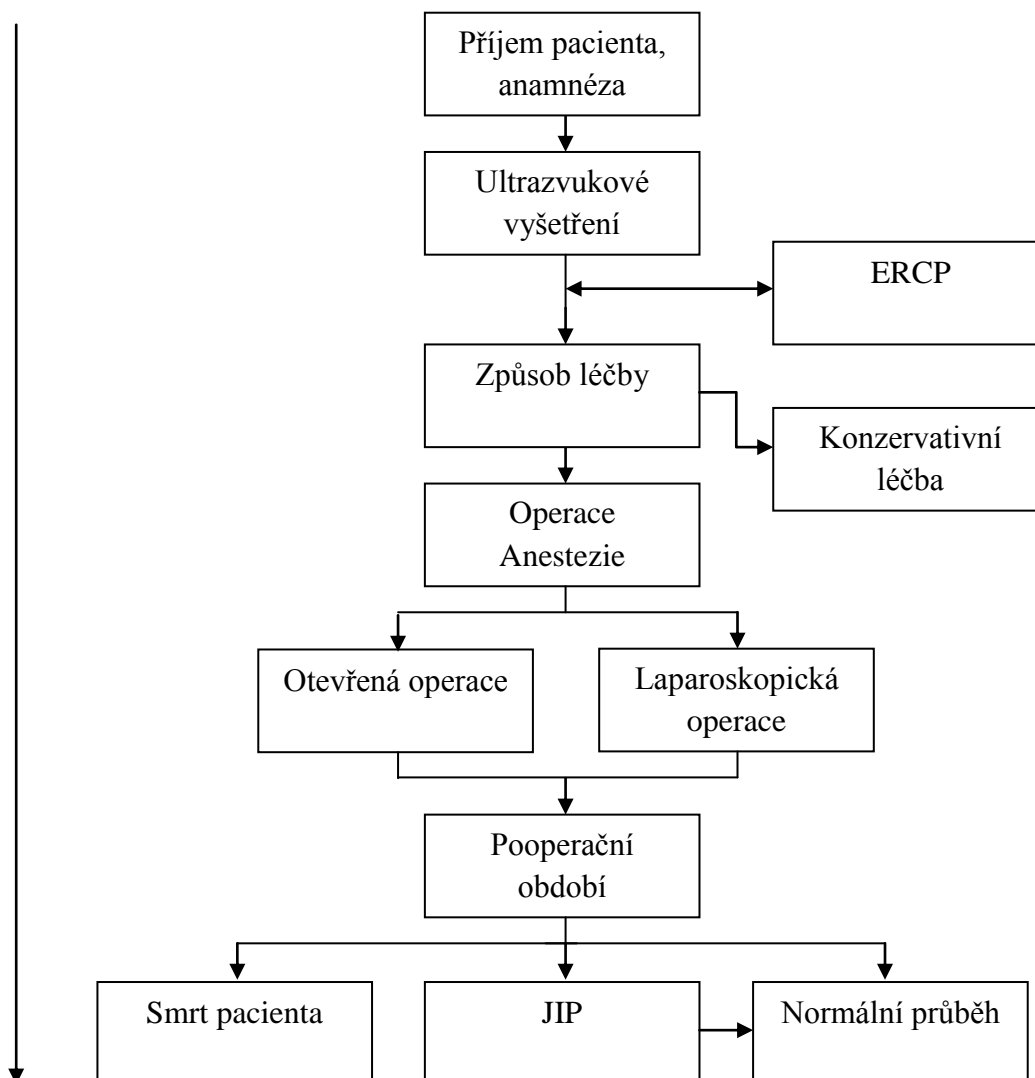 Příjem pacienta,
anamnéza
Ultrazvukové
vyšetření
ERCP
Způsob léčby
Konzervativní
léčba
Operace
Anestezie
Otevřená operace
Laparoskopická
operace
Pooperační
období
Smrt pacienta
JIP
Normální průběh